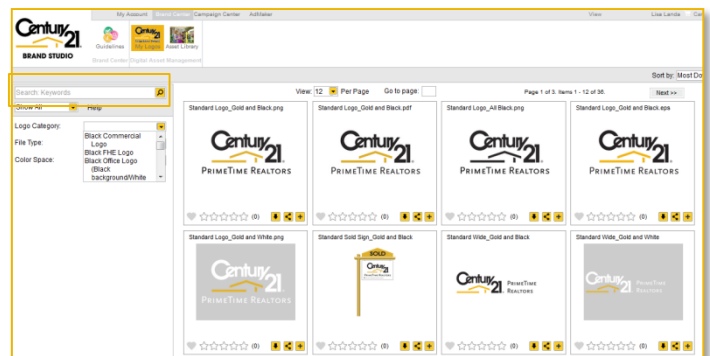 My Account Brand Center Campaign Center AdMaker View Lisa Landa
Century 21
BRAND STUDIO
Guidelines My Logos Asset Library
Brand Center Digital Asset Management
Sort by: Most Do
Search: Keywords
View: 12 Per Page Go to page: Page 1 of 3. Items 1 - 12 of 36. Next >>
Show All Help
Logo Category:
File Type:
Color Space:
Black Commercial
Logo
Black FHE Logo
Black Office Logo
(Black
background/White
Standard Logo_Gold and Black.png
Century 21
PRIMETIME REALTORS
(0)
Standard Logo_Gold and Black.pdf
Century 21
PRIMETIME REALTORS
(0)
Standard Logo_All Black.png
Century 21
PRIMETIME REALTORS
(0)
Standard Logo_Gold and Black.eps
Century 21
PRIMETIME REALTORS
(0)
Standard Logo_Gold and White.png
Century 21
PRIMETIME REALTORS
(0)
Standard Sold Sign_Gold and Black
SOLD
Century 21
(0)
Standard Wide_Gold and Black
Century 21
PRIMETIME
REALTORS
(0)
Standard Wide_Gold and White
Century 21
PRIMETIME
REALTORS
(0)